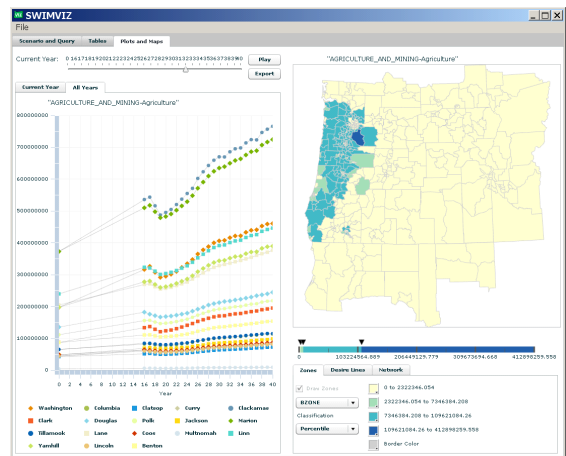 SWIMVIZ
File
Scenario and Query Tables Plots and Maps
Current Year: 0 16171819202122232425262728293031323334353637383940 Play
Export
Current Year All Years
"AGRICULTURE_AND_MINING-Agriculture"
800000000
700000000
600000000
500000000
400000000
300000000
200000000
100000000
0
0 2 4 6 8 10 12 14 16 18 20 22 24 26 28 30 32 34 36 38 40
Year
Washington Columbia Clatsop Curry Clackamas
Clark Douglas Polk Jackson Marion
Tillamook Lane Coos Multnomah Linn
Yamhill Lincoln Benton
"AGRICULTURE_AND_MINING-Agriculture"
0 103224564.889 206449129.779 309673694.668 412898259.558
Zones Desire Lines Network
Draw Zones
BZONE
Classification
Percentile
0 to 2322346.054
2322346.054 to 7346384.208
7346384.208 to 109621084.26
109621084.26 to 412898259.558
Border Color